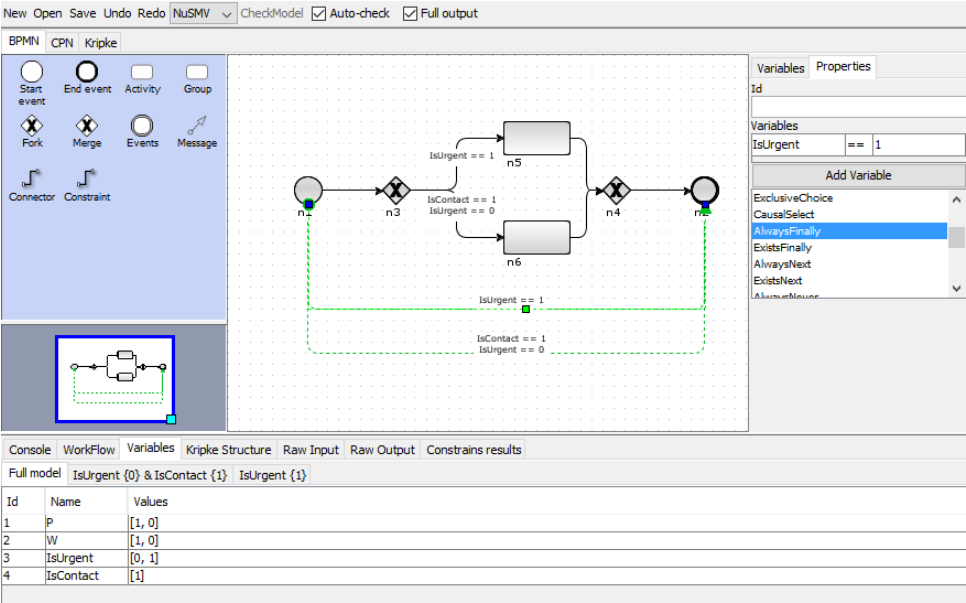 New Open Save Undo Redo NuSMV CheckModel Auto-check Full output
BPMN CPN Kripke
Start event
End event
Activity
Group
Fork
Merge
Events
Message
Connector
Constraint
IsUrgent == 1
n5
IsContact == 1
IsUrgent == 0
n3
n4
n6
IsUrgent == 1
IsContact == 1
IsUrgent == 0
Variables Properties
Id
Variables
IsUrgent == 1
Add Variable
ExclusiveChoice
CausalSelect
AlwaysFinally
ExistsFinally
AlwaysNext
ExistsNext
AlwaysNever
Console WorkFlow Variables Kripke Structure Raw Input Raw Output Constrains results
Full model IsUrgent {0} & IsContact {1} IsUrgent {1}
Id Name Values
1 P [1, 0]
2 W [1, 0]
3 IsUrgent [0, 1]
4 IsContact [1]